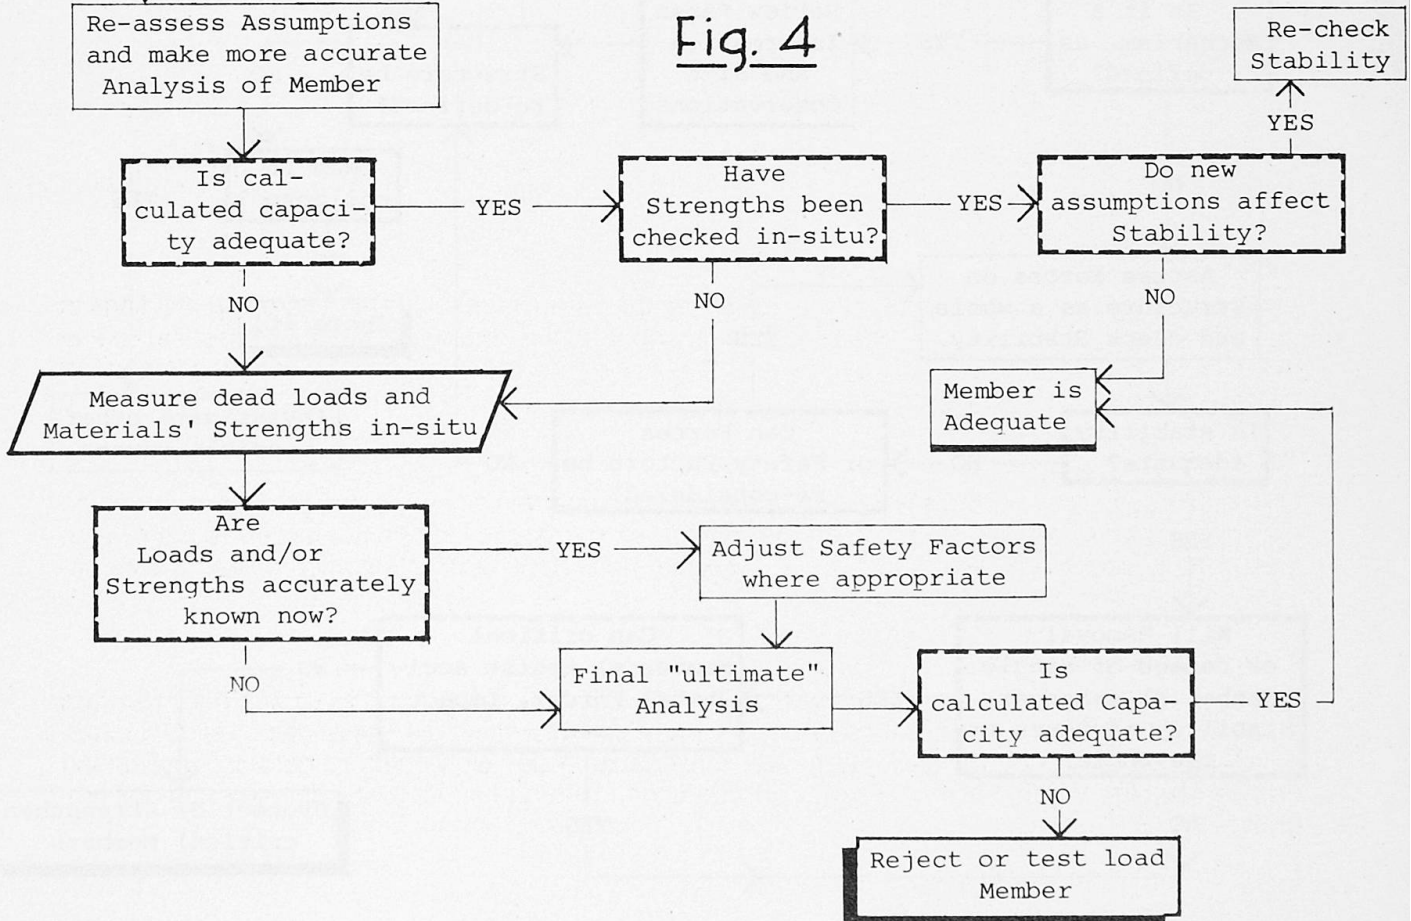 Fig. 4
Re-assess Assumptions
and make more accurate
Analysis of Member
Re-check
Stability
YES
Is cal-
culated capaci-
ty adequate?
YES
Have
Strengths been
checked in-situ?
YES
Do new
assumptions affect
Stability?
NO
NO
NO
Measure dead loads and
Materials' Strengths in-situ
Member is
Adequate
Are
Loads and/or
Strengths accurately
known now?
YES
Adjust Safety Factors
where appropriate
NO
Final "ultimate"
Analysis
Is
calculated Capa-
city adequate?
YES
NO
Reject or test load
Member